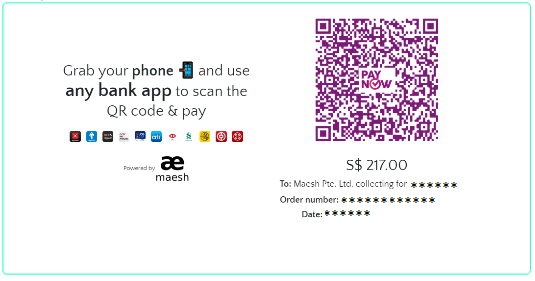 Grab your phone and use
any bank app to scan the
QR code & pay
citi
Powered by æ
maesh
PAY
NOW
S$ 217.00
To: Maesh Pte. Ltd. collecting for ******
Order number: ************
Date: ******